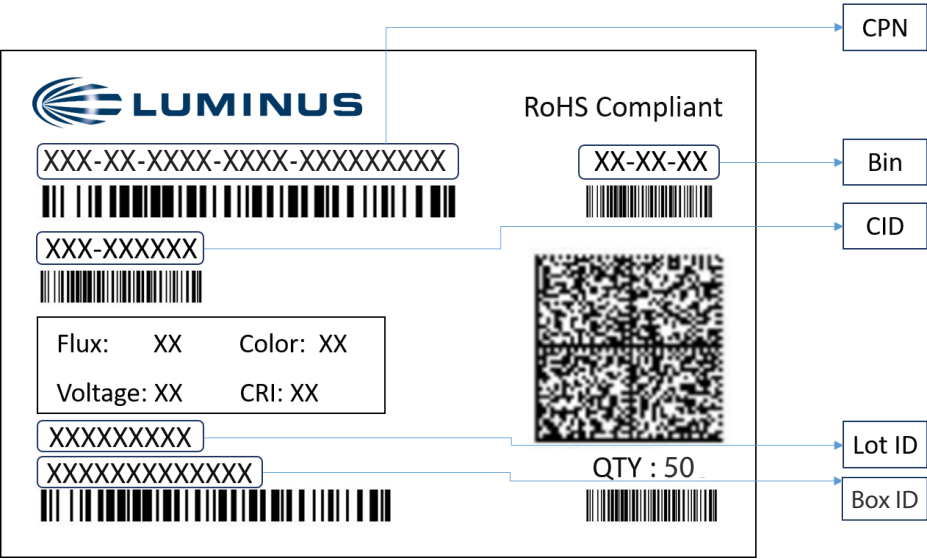 CPN
LUMINUS
RoHS Compliant
XXX-XX-XXXX-XXXX-XXXXXXXXX
XX-XX-XX
Bin
CID
XXX-XXXXXX
Flux: XX Color: XX
Voltage: XX CRI: XX
XXXXXXXXX
Lot ID
XXXXXXXXXXXXX
QTY : 50
Box ID